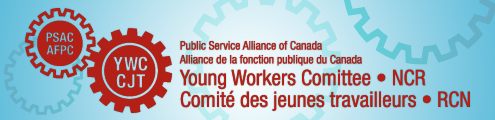 PSAC
AFPC
YWC
CJT
Public Service Alliance of Canada
Alliance de la fonction publique du Canada
Young Workers Comittee • NCR
Comité des jeunes travailleurs • RCN